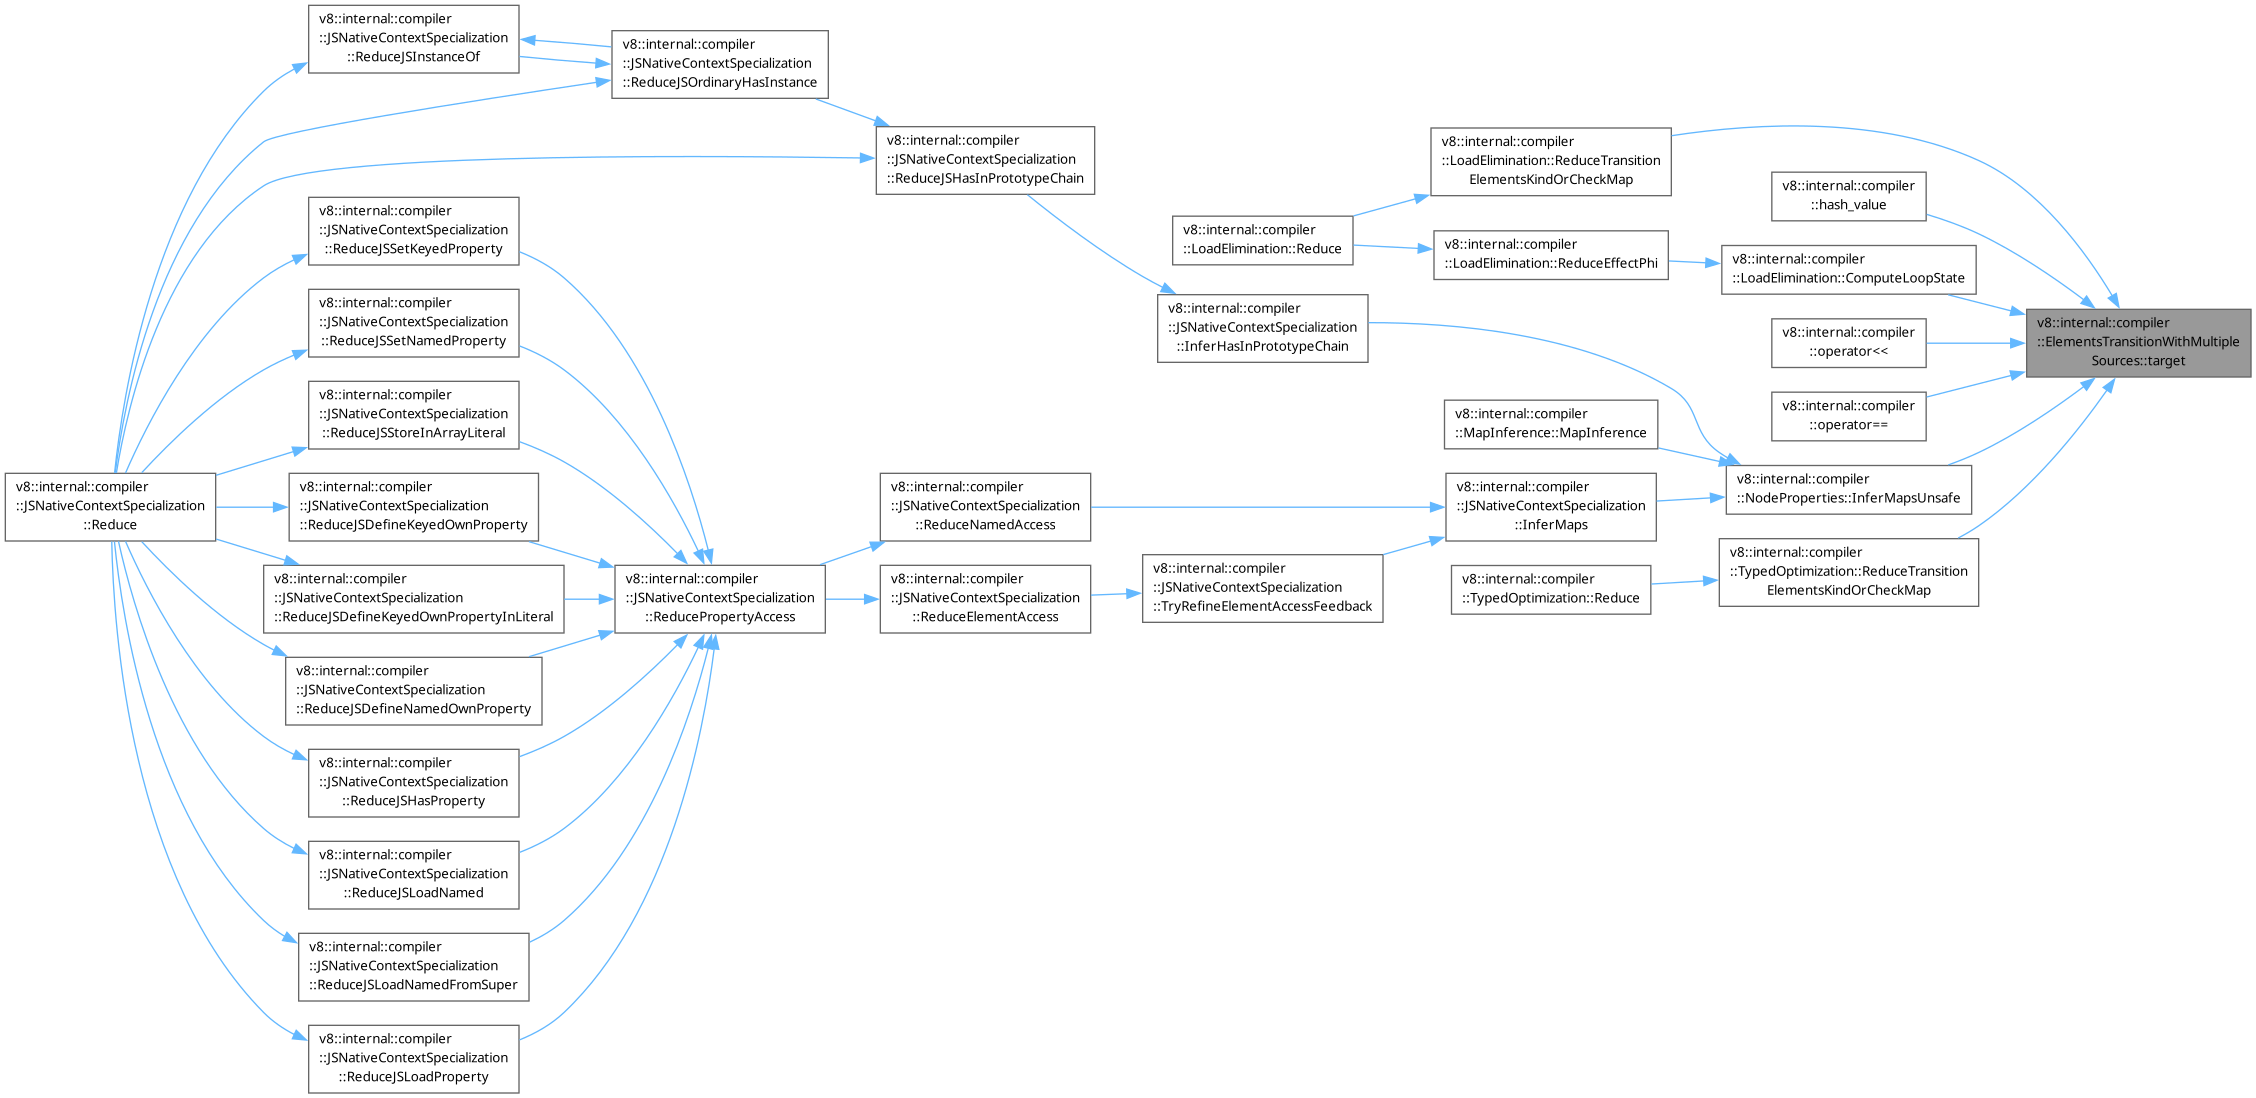 v8::internal::compiler
::JSNativeContextSpecialization
::ReduceJSInstanceOf
v8::internal::compiler
::JSNativeContextSpecialization
::ReduceJSOrdinaryHasInstance
v8::internal::compiler
::JSNativeContextSpecialization
::ReduceJSHasInPrototypeChain
v8::internal::compiler
::LoadElimination::ReduceTransition
ElementsKindOrCheckMap
v8::internal::compiler
::hash_value
v8::internal::compiler
::JSNativeContextSpecialization
::ReduceJSSetKeyedProperty
v8::internal::compiler
::LoadElimination::Reduce
v8::internal::compiler
::LoadElimination::ReduceEffectPhi
v8::internal::compiler
::LoadElimination::ComputeLoopState
v8::internal::compiler
::JSNativeContextSpecialization
::ReduceJSSetNamedProperty
v8::internal::compiler
::JSNativeContextSpecialization
::InferHasInPrototypeChain
v8::internal::compiler
::operator<<
v8::internal::compiler
::ElementsTransitionWithMultiple
Sources::target
v8::internal::compiler
::JSNativeContextSpecialization
::ReduceJSStoreInArrayLiteral
v8::internal::compiler
::MapInference::MapInference
v8::internal::compiler
::operator==
v8::internal::compiler
::JSNativeContextSpecialization
::Reduce
v8::internal::compiler
::JSNativeContextSpecialization
::ReduceJSDefineKeyedOwnProperty
v8::internal::compiler
::JSNativeContextSpecialization
::ReduceNamedAccess
v8::internal::compiler
::JSNativeContextSpecialization
::InferMaps
v8::internal::compiler
::NodeProperties::InferMapsUnsafe
v8::internal::compiler
::JSNativeContextSpecialization
::ReduceJSDefineKeyedOwnPropertyInLiteral
v8::internal::compiler
::JSNativeContextSpecialization
::ReducePropertyAccess
v8::internal::compiler
::JSNativeContextSpecialization
::ReduceElementAccess
v8::internal::compiler
::JSNativeContextSpecialization
::TryRefineElementAccessFeedback
v8::internal::compiler
::TypedOptimization::Reduce
v8::internal::compiler
::TypedOptimization::ReduceTransition
ElementsKindOrCheckMap
v8::internal::compiler
::JSNativeContextSpecialization
::ReduceJSDefineNamedOwnProperty
v8::internal::compiler
::JSNativeContextSpecialization
::ReduceJSHasProperty
v8::internal::compiler
::JSNativeContextSpecialization
::ReduceJSLoadNamed
v8::internal::compiler
::JSNativeContextSpecialization
::ReduceJSLoadNamedFromSuper
v8::internal::compiler
::JSNativeContextSpecialization
::ReduceJSLoadProperty